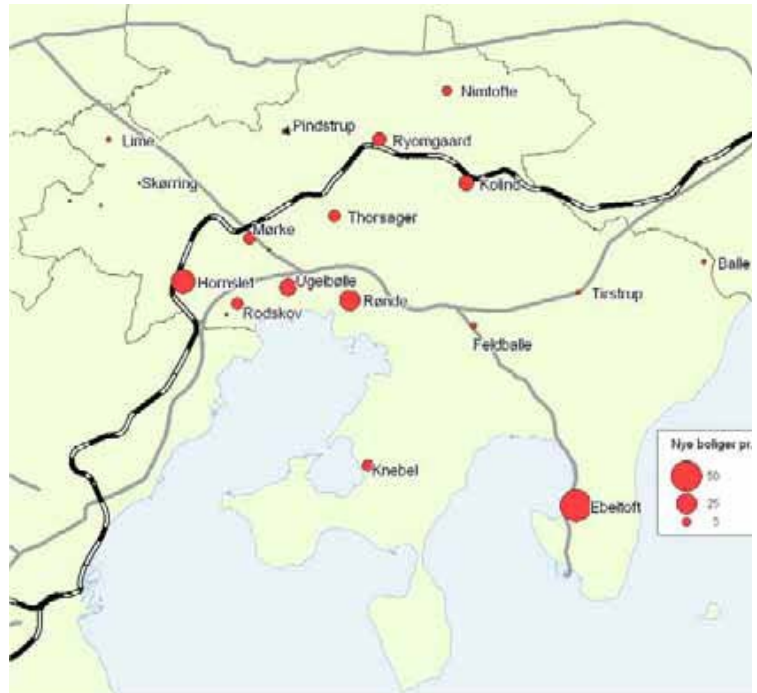 Nimtofte
Pindstrup
Ryomgaard
Lime
Skørring
Kolind
Thorsager
Mørke
Balle
Hornslet
Ugelbølle
Tirstrup
Rønde
Rodskov
Feldballe
Nye boliger pr.
50
25
5
Knebel
Ebeltoft